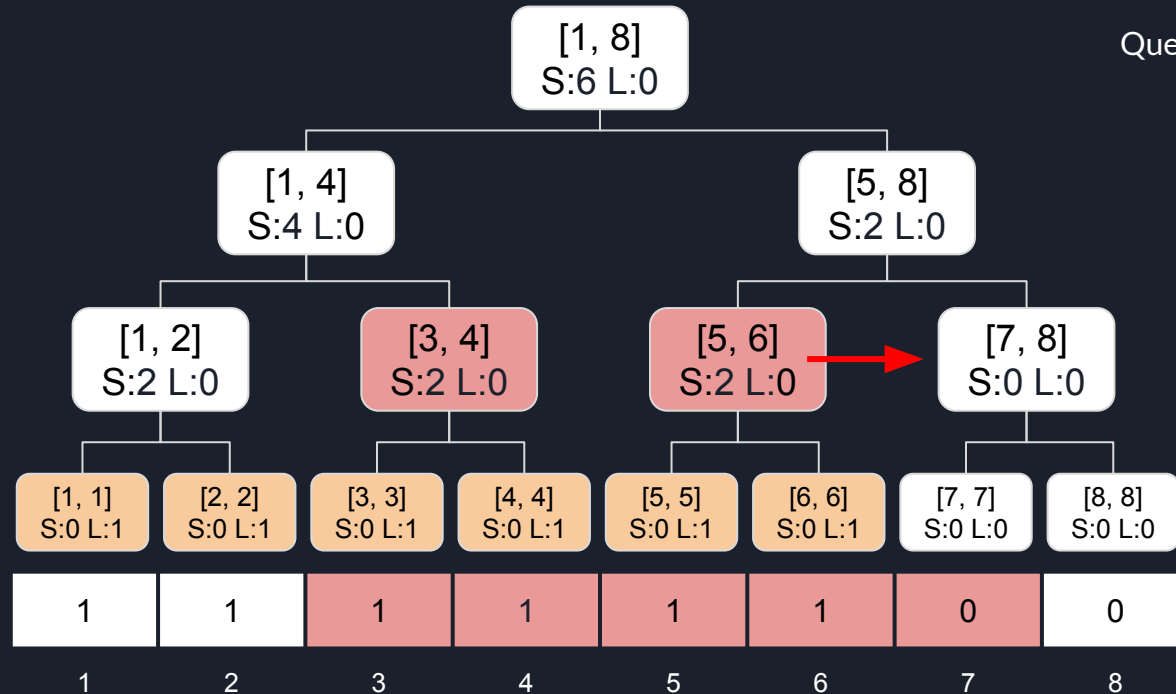 [1, 8]
S:6 L:0
Que
[1, 4]
S:4 L:0
[5, 8]
S:2 L:0
[1, 2]
S:2 L:0
[3, 4]
S:2 L:0
[5, 6]
S:2 L:0
[7, 8]
S:0 L:0
[1, 1]
S:0 L:1
[2, 2]
S:0 L:1
[3, 3]
S:0 L:1
[4, 4]
S:0 L:1
[5, 5]
S:0 L:1
[6, 6]
S:0 L:1
[7, 7]
S:0 L:0
[8, 8]
S:0 L:0
1 1 1 1 1 1 0 0
1 2 3 4 5 6 7 8